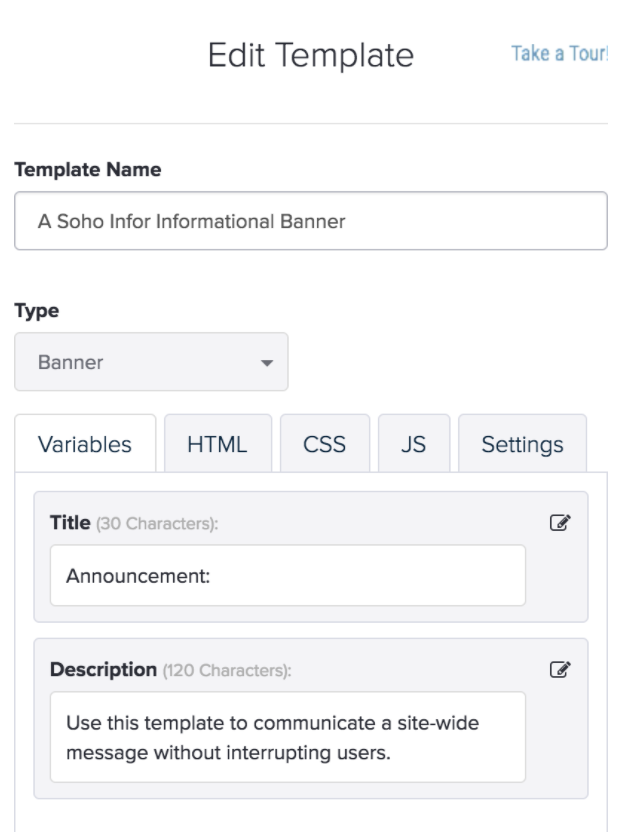 Edit Template
Take a Tour!
Template Name
A Soho Infor Informational Banner
Type
Banner
Variables
HTML
CSS
JS
Settings
Title (30 Characters):
Announcement:
Description (120 Characters):
Use this template to communicate a site-wide
message without interrupting users.